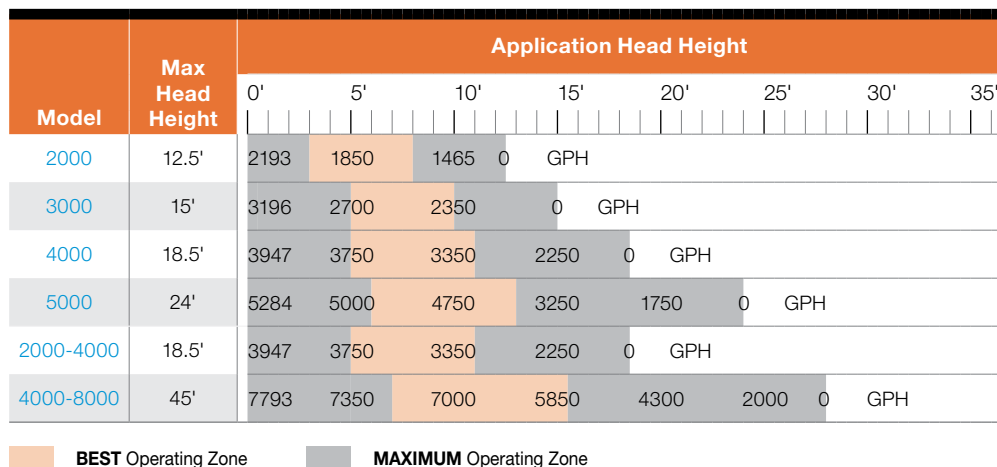 Application Head Height
Model
Max
Head
Height
0' 5' 10' 15' 20' 25' 30' 35'
2000 12.5' 2193 1850 1465 0 GPH
3000 15' 3196 2700 2350 0 GPH
4000 18.5' 3947 3750 3350 2250 0 GPH
5000 24' 5284 5000 4750 3250 1750 0 GPH
2000-4000 18.5' 3947 3750 3350 2250 0 GPH
4000-8000 45' 7793 7350 7000 5850 4300 2000 0 GPH
BEST Operating Zone MAXIMUM Operating Zone